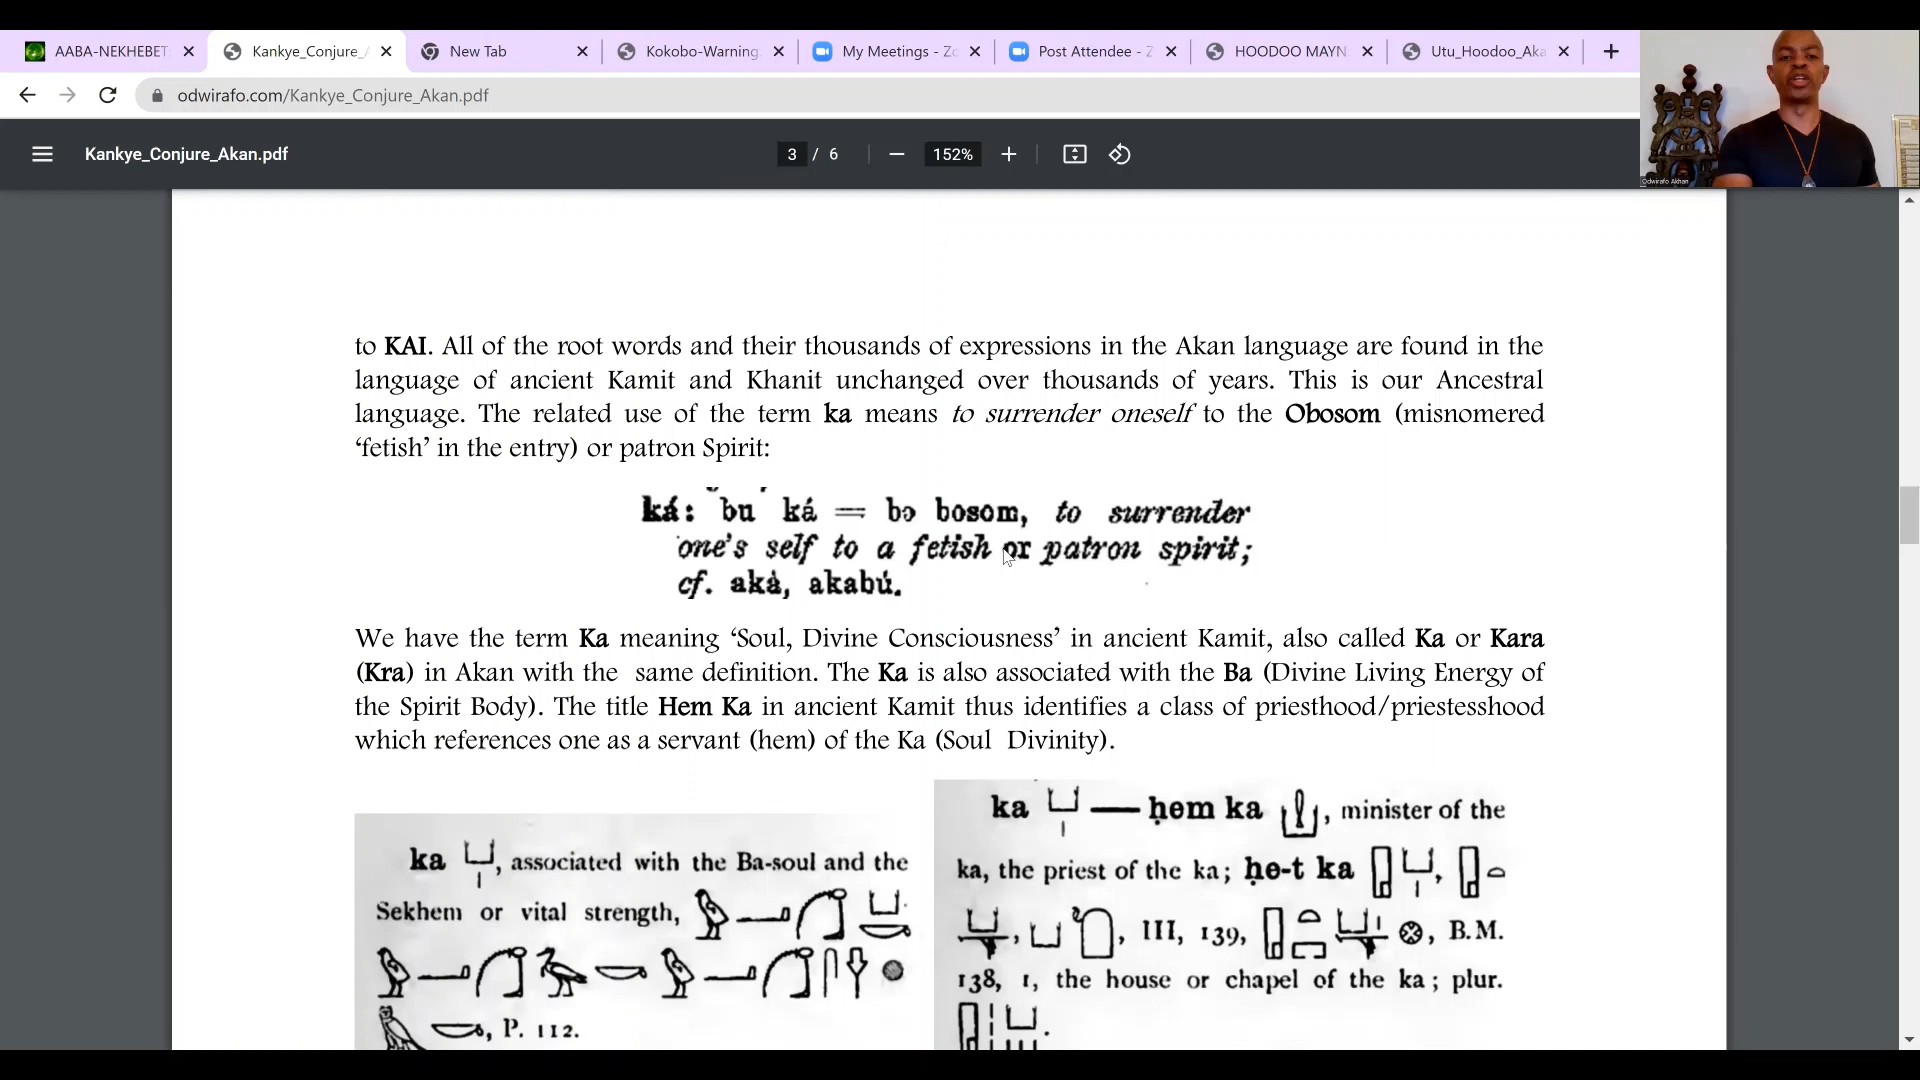 AABA-NEKHEBET
Kankye_Conjure_A
New Tab
Kokobo-Warning.
My Meetings - Zo
Post Attendee - Z
HOODOO MAYN
Utu_Hoodoo_Aka
odwirafo.com/Kankye_Conjure_Akan.pdf
Kankye_Conjure_Akan.pdf
3 / 6
152%
Odwirafo Akhan
to KAI. All of the root words and their thousands of expressions in the Akan language are found in the
language of ancient Kamit and Khanit unchanged over thousands of years. This is our Ancestral
language. The related use of the term ka means to surrender oneself to the Obosom (misnomered
‘fetish’ in the entry) or patron Spirit:
ká: bu ká = bɔ bosom, to surrender
one's self to a fetish or patron spirit;
cf. aká, akabú.
We have the term Ka meaning ‘Soul, Divine Consciousness’ in ancient Kamit, also called Ka or Kara
(Kra) in Akan with the same definition. The Ka is also associated with the Ba (Divine Living Energy of
the Spirit Body). The title Hem Ka in ancient Kamit thus identifies a class of priesthood/priestesshood
which references one as a servant (hem) of the Ka (Soul Divinity).
ka , associated with the Ba-soul and the
Sekhem or vital strength,
, P. 112.
ka — ḥem ka , minister of the
ka, the priest of the ka; ḥe-t ka , 
, , III, 139, , B.M.
138, 1, the house or chapel of the ka; plur.
.